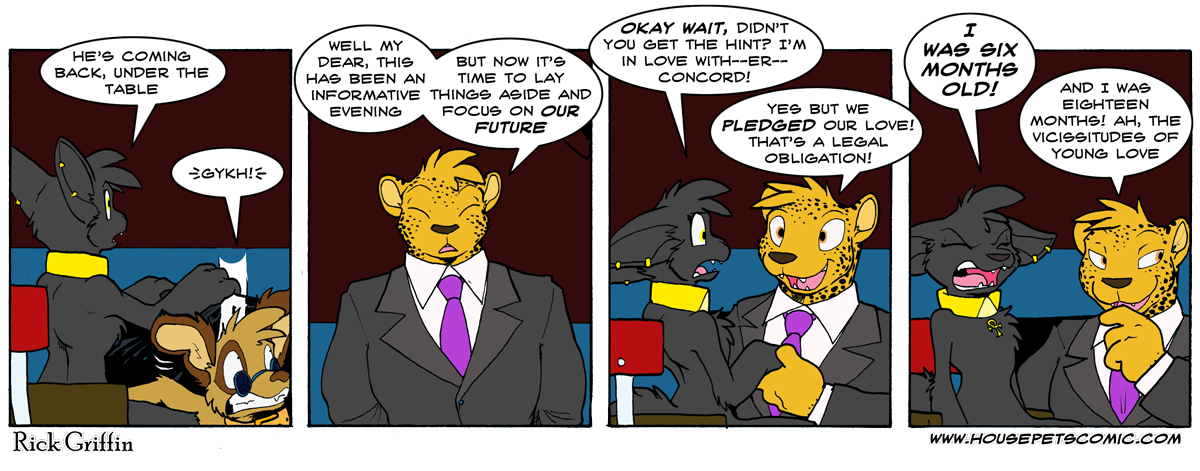 HE'S COMING
BACK, UNDER THE
TABLE
GYKH!
WELL MY
DEAR, THIS
HAS BEEN AN
INFORMATIVE
EVENING
BUT NOW IT'S
TIME TO LAY
THINGS ASIDE AND
FOCUS ON OUR
FUTURE
OKAY WAIT, DIDN'T
YOU GET THE HINT? I'M
IN LOVE WITH--ER--
CONCORD!
YES BUT WE
PLEDGED OUR LOVE!
THAT'S A LEGAL
OBLIGATION!
I
WAS SIX
MONTHS
OLD!
AND I WAS
EIGHTEEN
MONTHS! AH, THE
VICISSITUDES OF
YOUNG LOVE
Rick Griffin
WWW.HOUSEPETSCOMIC.COM